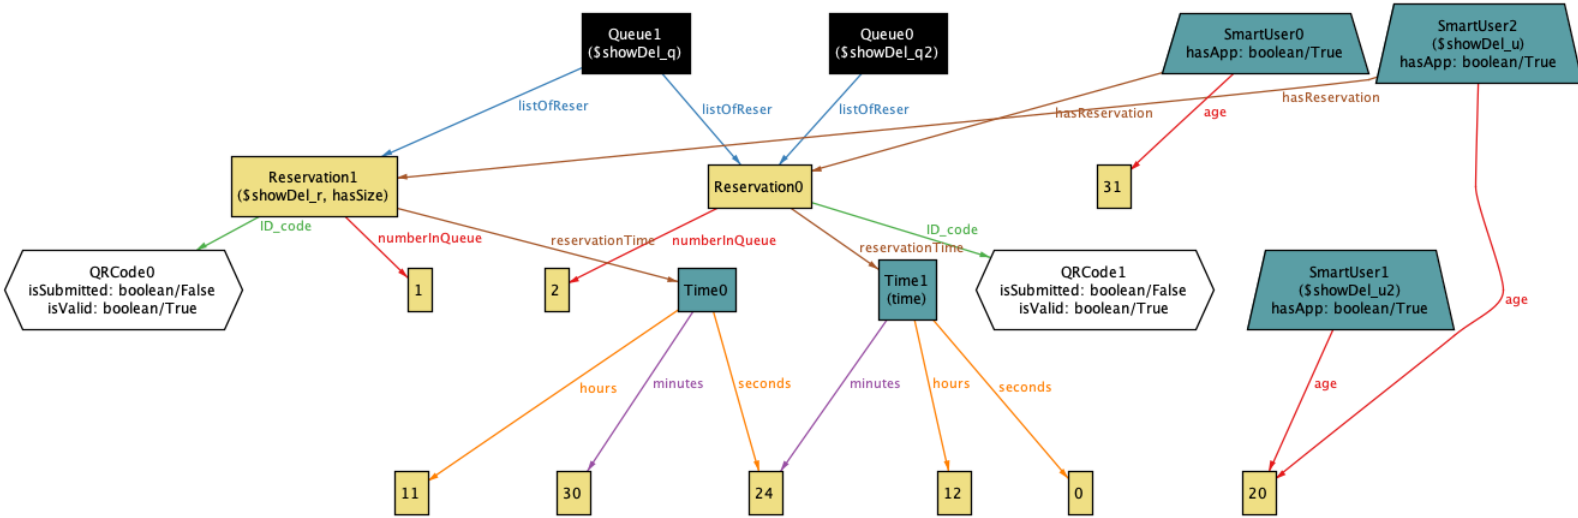 Queue1
($showDel_q)
Queue0
($showDel_q2)
SmartUser0
hasApp: boolean/True
SmartUser2
($showDel_u)
hasApp: boolean/True
listOfReser
listOfReser
listOfReser
hasReservation
age
hasReservation
Reservation1
($showDel_r, hasSize)
Reservation0
31
ID_code
numberInQueue
reservationTime
numberInQueue
reservationTime
ID_code
QRCode0
isSubmitted: boolean/False
isValid: boolean/True
1
2
Time0
Time1
(time)
QRCode1
isSubmitted: boolean/False
isValid: boolean/True
SmartUser1
($showDel_u2)
hasApp: boolean/True
age
hours
minutes
seconds
minutes
hours
seconds
age
11
30
24
12
0
20